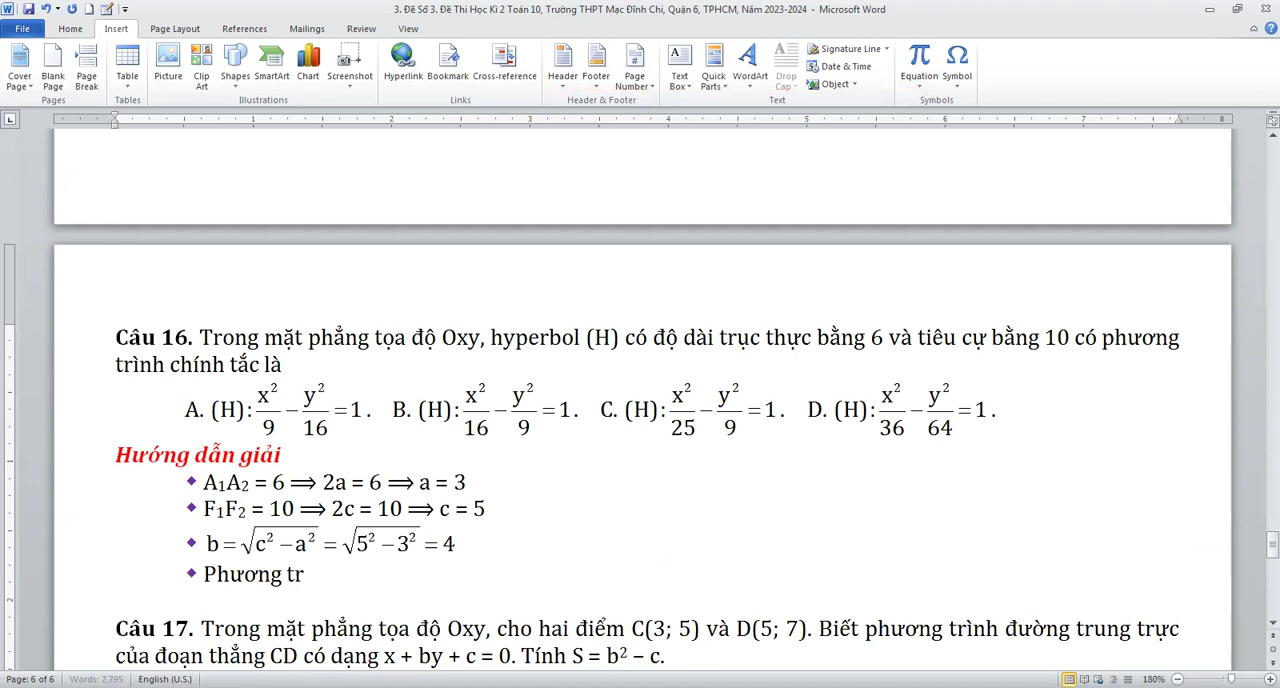 3. Đề Số 3. Đề Thi Học Kì 2 Toán 10, Trường THPT Mạc Đĩnh Chi, Quận 6, TPHCM, Năm 2023-2024 - Microsoft Word
File Home Insert Page Layout References Mailings Review View
Cover Page Blank Page Page Break Table Picture Clip Art Shapes SmartArt Chart Screenshot Hyperlink Bookmark Cross-reference Header Footer Page Number Text Box Quick Parts WordArt Drop Cap Signature Line Date & Time Object Equation Symbol
Pages Tables Illustrations Links Header & Footer Text Symbols
1 2 3 4 5 6 7 8
Câu 16. Trong mặt phẳng tọa độ Oxy, hyperbol (H) có độ dài trục thực bằng 6 và tiêu cự bằng 10 có phương
trình chính tắc là
A. (H): x²/9 − y²/16 = 1. B. (H): x²/16 − y²/9 = 1. C. (H): x²/25 − y²/9 = 1. D. (H): x²/36 − y²/64 = 1.
Hướng dẫn giải
◆ A₁A₂ = 6 ⟹ 2a = 6 ⟹ a = 3
◆ F₁F₂ = 10 ⟹ 2c = 10 ⟹ c = 5
◆ b = √(c² − a²) = √(5² − 3²) = 4
◆ Phương tr
Câu 17. Trong mặt phẳng tọa độ Oxy, cho hai điểm C(3; 5) và D(5; 7). Biết phương trình đường trung trực
của đoạn thẳng CD có dạng x + by + c = 0. Tính S = b² − c.
Page: 6 of 6 Words: 2,795 English (U.S.) 180%